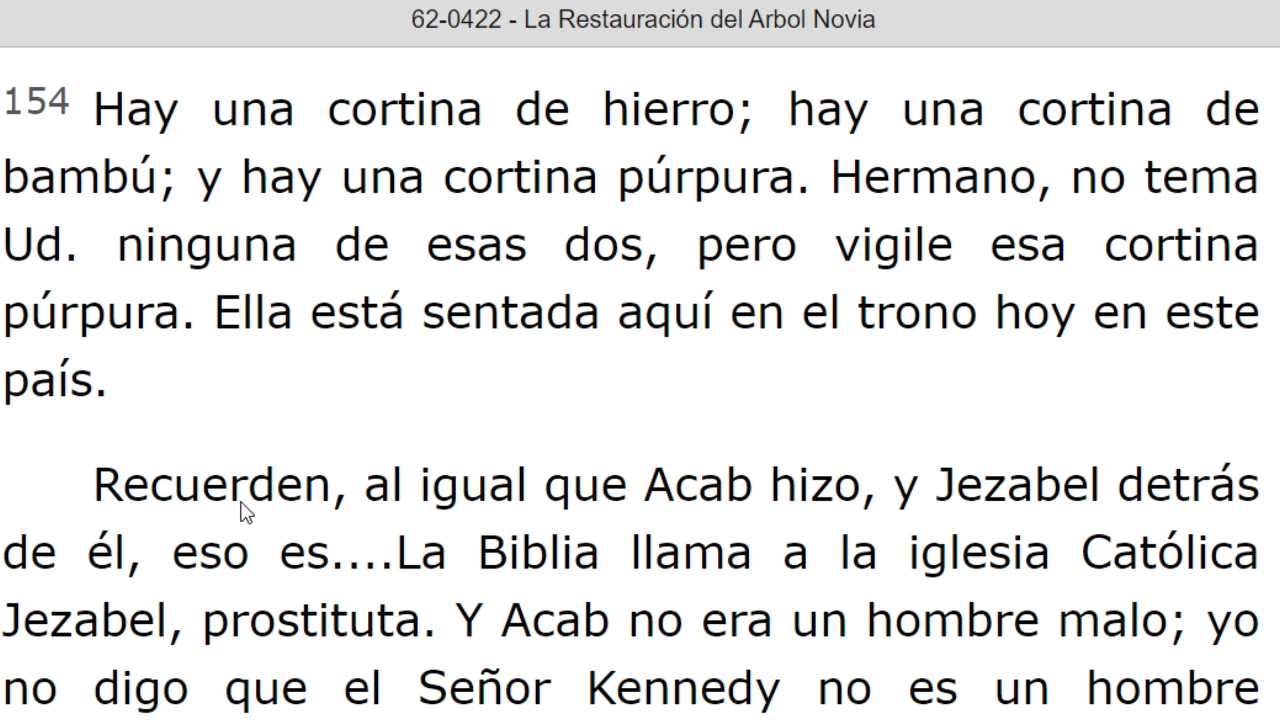 62-0422 - La Restauración del Arbol Novia
154 Hay una cortina de hierro; hay una cortina de
bambú; y hay una cortina púrpura. Hermano, no tema
Ud. ninguna de esas dos, pero vigile esa cortina
púrpura. Ella está sentada aquí en el trono hoy en este
país.
Recuerden, al igual que Acab hizo, y Jezabel detrás
de él, eso es....La Biblia llama a la iglesia Católica
Jezabel, prostituta. Y Acab no era un hombre malo; yo
no digo que el Señor Kennedy no es un hombre